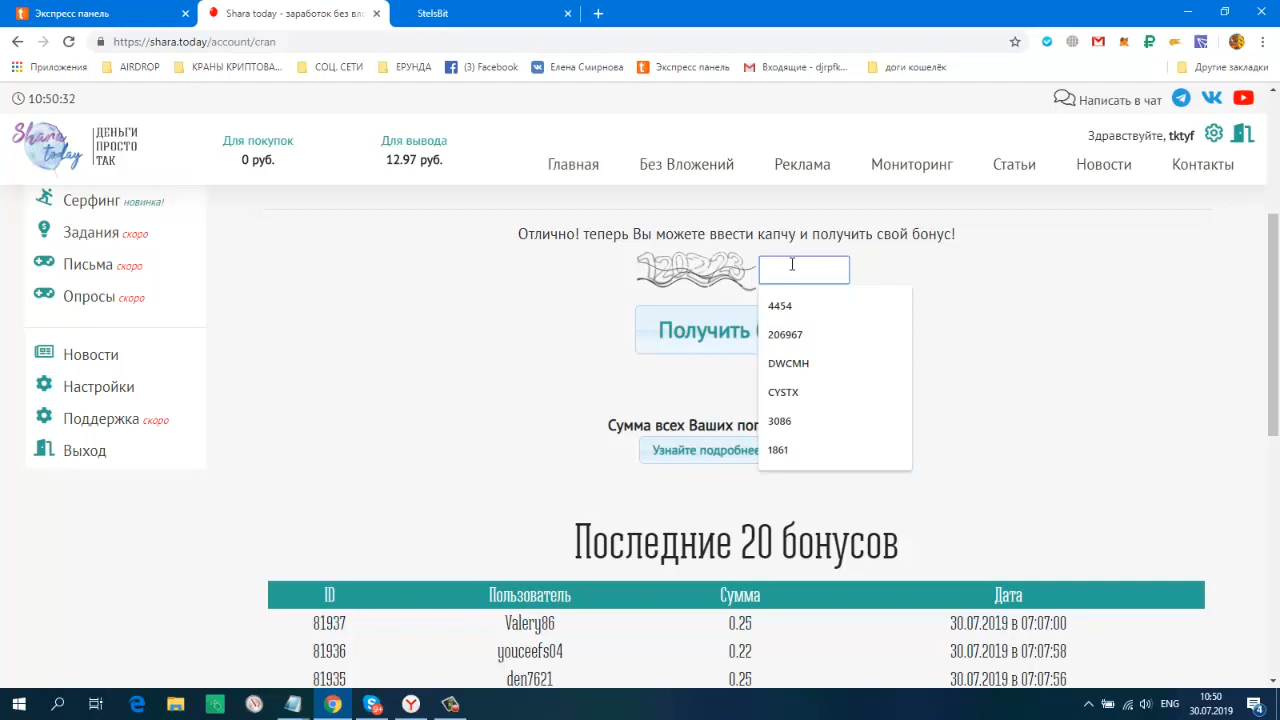 Экспресс панель
Shara today - заработок без вло
StelsBit
https://shara.today/account/cran
Приложения
AIRDROP
КРАНЫ КРИПТОВА...
СОЦ. СЕТИ
ЕРУНДА
(3) Facebook
Елена Смирнова
Экспресс панель
Входящие - djrpfk...
доги кошелёк
Другие закладки
10:50:32
Написать в чат
Shara today
ДЕНЬГИ
ПРОСТО
ТАК
Для покупок
0 руб.
Для вывода
12.97 руб.
Здравствуйте, tktyf
Главная
Без Вложений
Реклама
Мониторинг
Статьи
Новости
Контакты
Серфинг новинка!
Задания скоро
Письма скоро
Опросы скоро
Новости
Настройки
Поддержка скоро
Выход
Отлично! теперь Вы можете ввести капчу и получить свой бонус!
Получить
4454
206967
DWCMH
CYSTX
3086
1861
Сумма всех Ваших
Узнайте подробнее
Последние 20 бонусов
ID Пользователь Сумма Дата
81937 Valery86 0.25 30.07.2019 в 07:07:00
81936 youceefs04 0.22 30.07.2019 в 07:07:58
81935 den7621 0.25 30.07.2019 в 07:07:56
ENG
10:50
30.07.2019
4